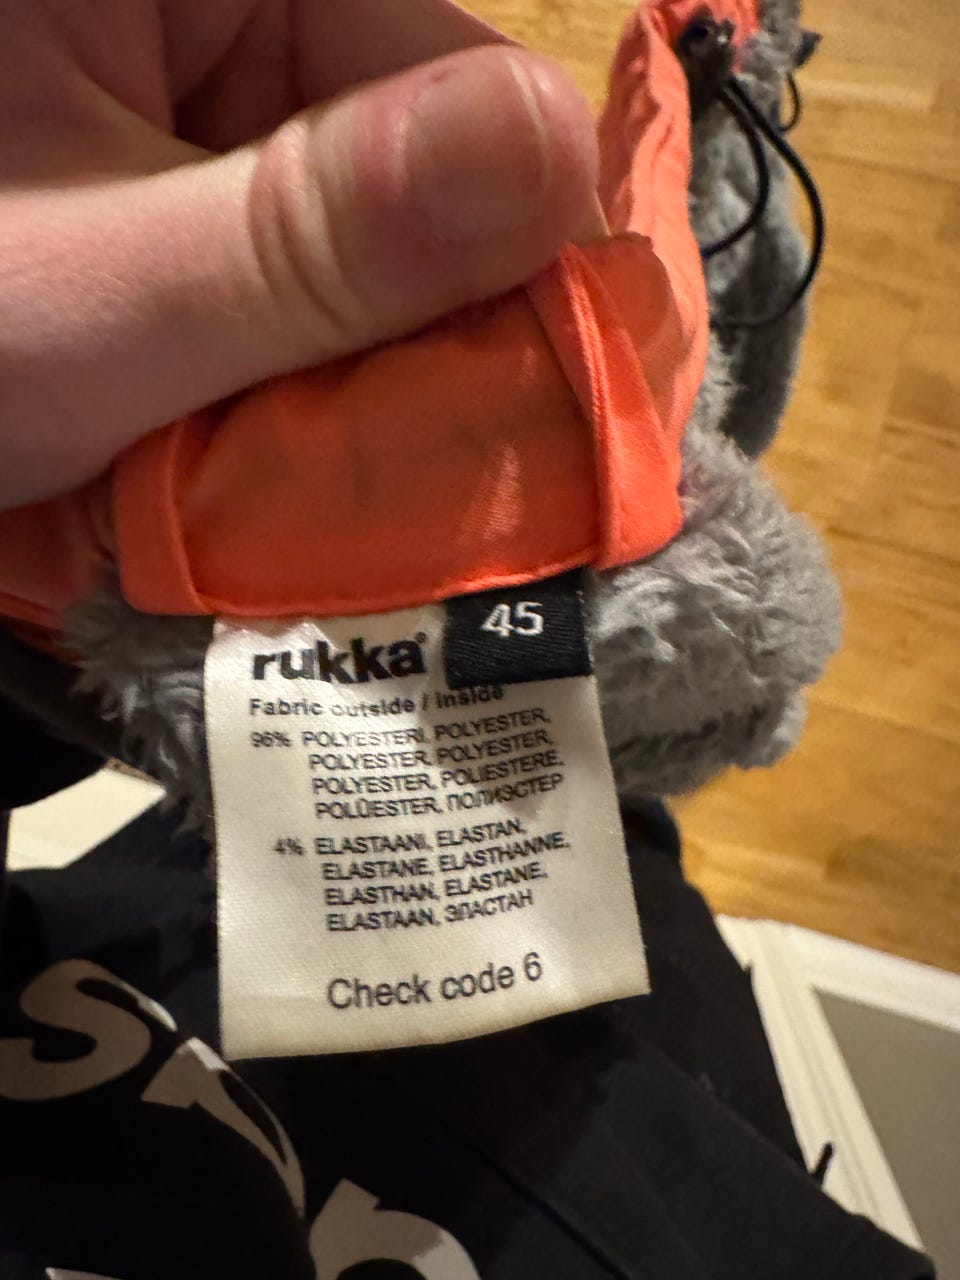 45
rukka®
Fabric outside / inside
96% POLYESTERI, POLYESTER,
POLYESTER, POLYESTER,
POLYESTER, POLIESTERE,
POLÜESTER, ПОЛИЭСТЕР
4% ELASTAANI, ELASTAN,
ELASTANE, ELASTHANNE,
ELASTHAN, ELASTANE,
ELASTAAN, ЭЛАСТАН
Check code 6